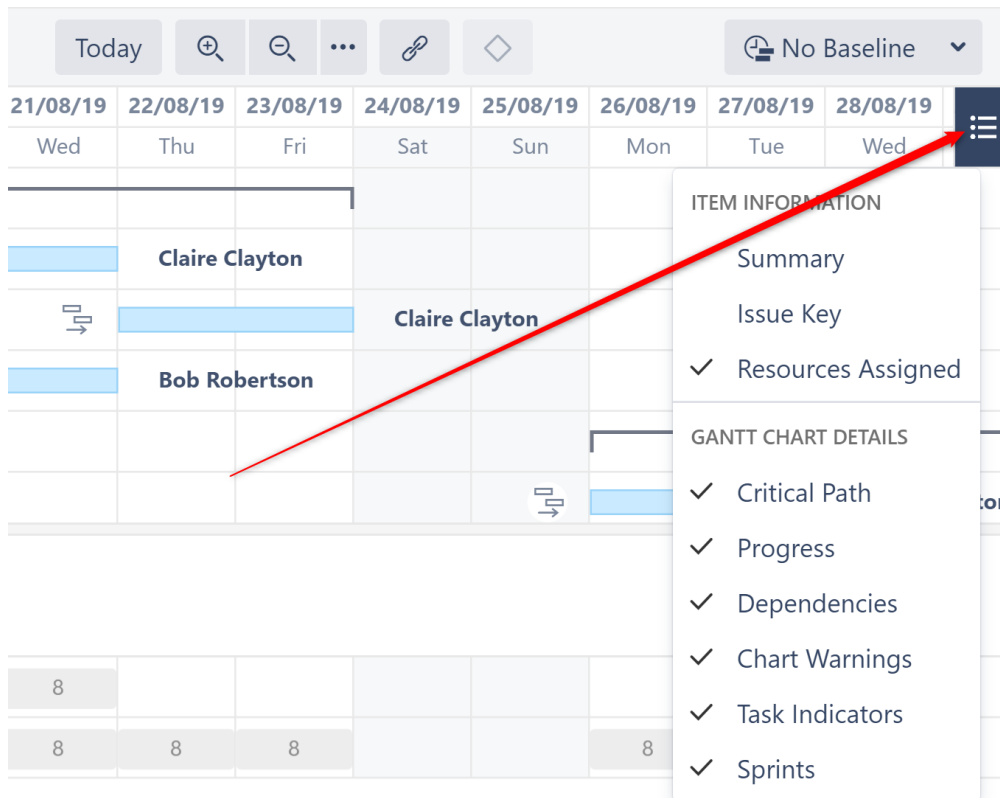 Today
No Baseline
21/08/19 22/08/19 23/08/19 24/08/19 25/08/19 26/08/19 27/08/19 28/08/19
Wed Thu Fri Sat Sun Mon Tue Wed
ITEM INFORMATION
Claire Clayton
Summary
Issue Key
Claire Clayton
Bob Robertson
Resources Assigned
GANTT CHART DETAILS
Critical Path
Progress
Dependencies
Chart Warnings
8
Task Indicators
8 8 8 8
Sprints